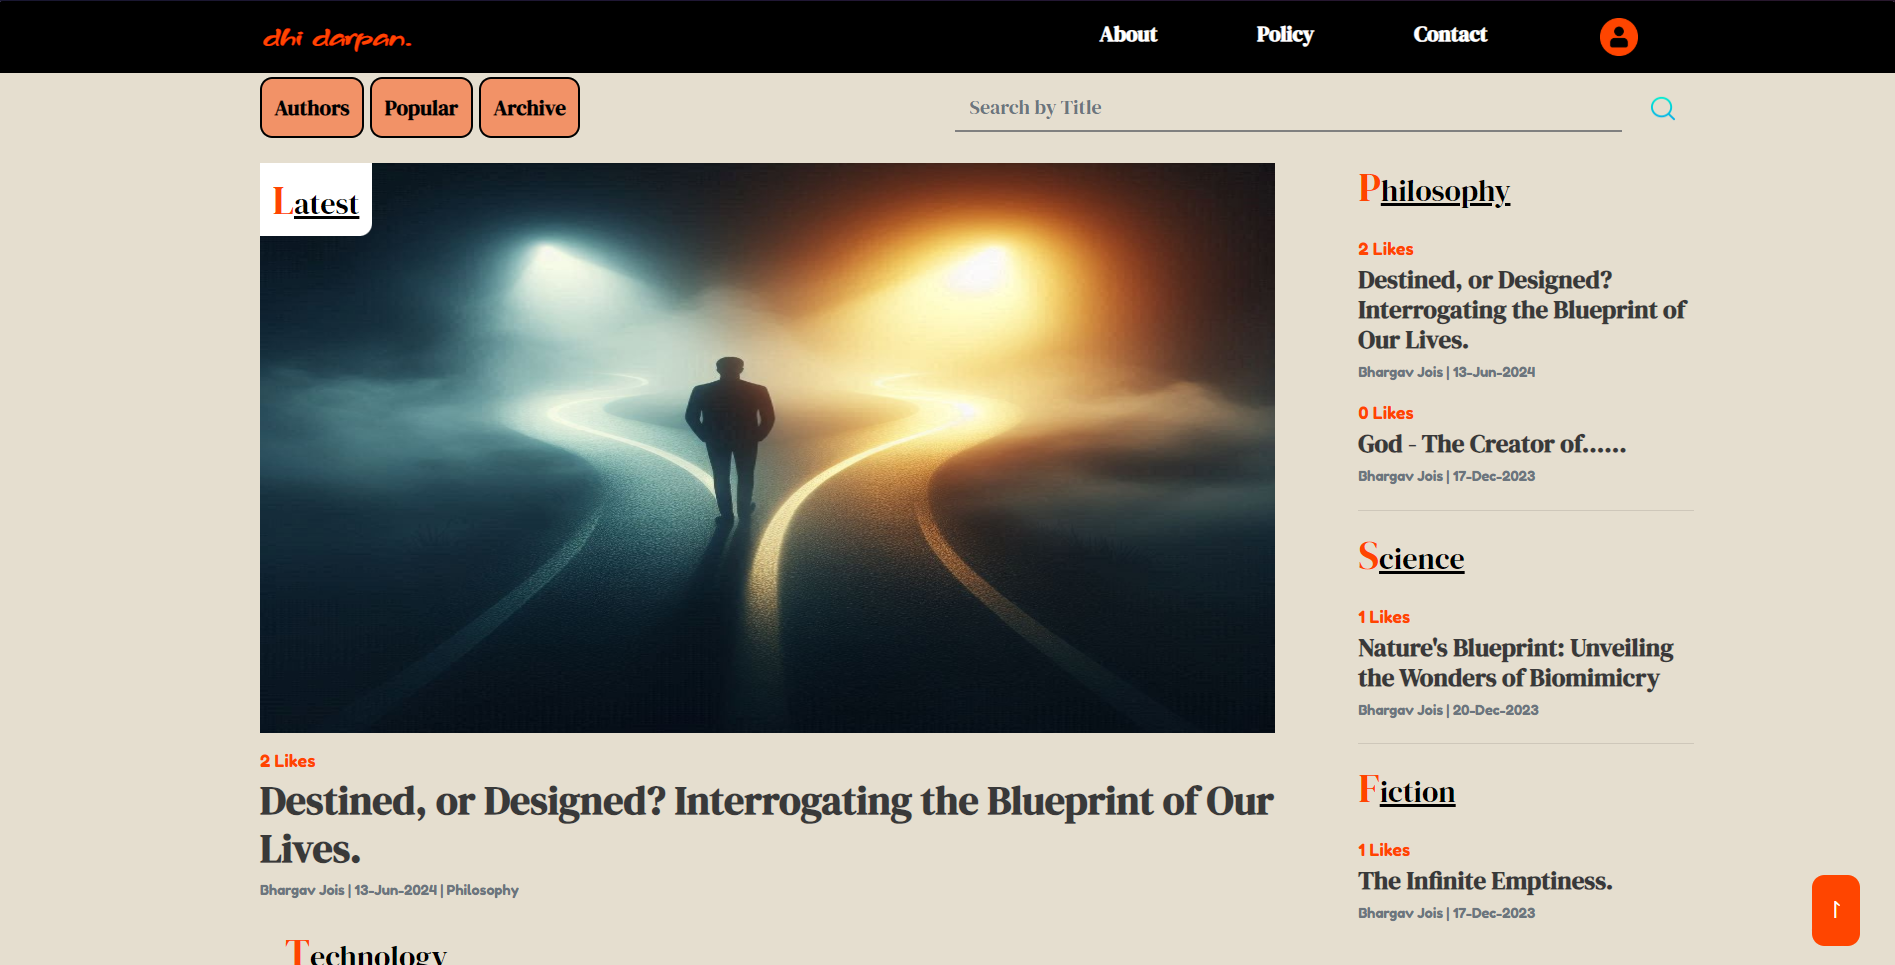 dhi darpan.
About
Policy
Contact
Authors
Popular
Archive
Search by Title
Latest
2 Likes
Destined, or Designed? Interrogating the Blueprint of Our
Lives.
Bhargav Jois | 13-Jun-2024 | Philosophy
Technology
Philosophy
2 Likes
Destined, or Designed?
Interrogating the Blueprint of
Our Lives.
Bhargav Jois | 13-Jun-2024
0 Likes
God - The Creator of......
Bhargav Jois | 17-Dec-2023
Science
1 Likes
Nature's Blueprint: Unveiling
the Wonders of Biomimicry
Bhargav Jois | 20-Dec-2023
Fiction
1 Likes
The Infinite Emptiness.
Bhargav Jois | 17-Dec-2023